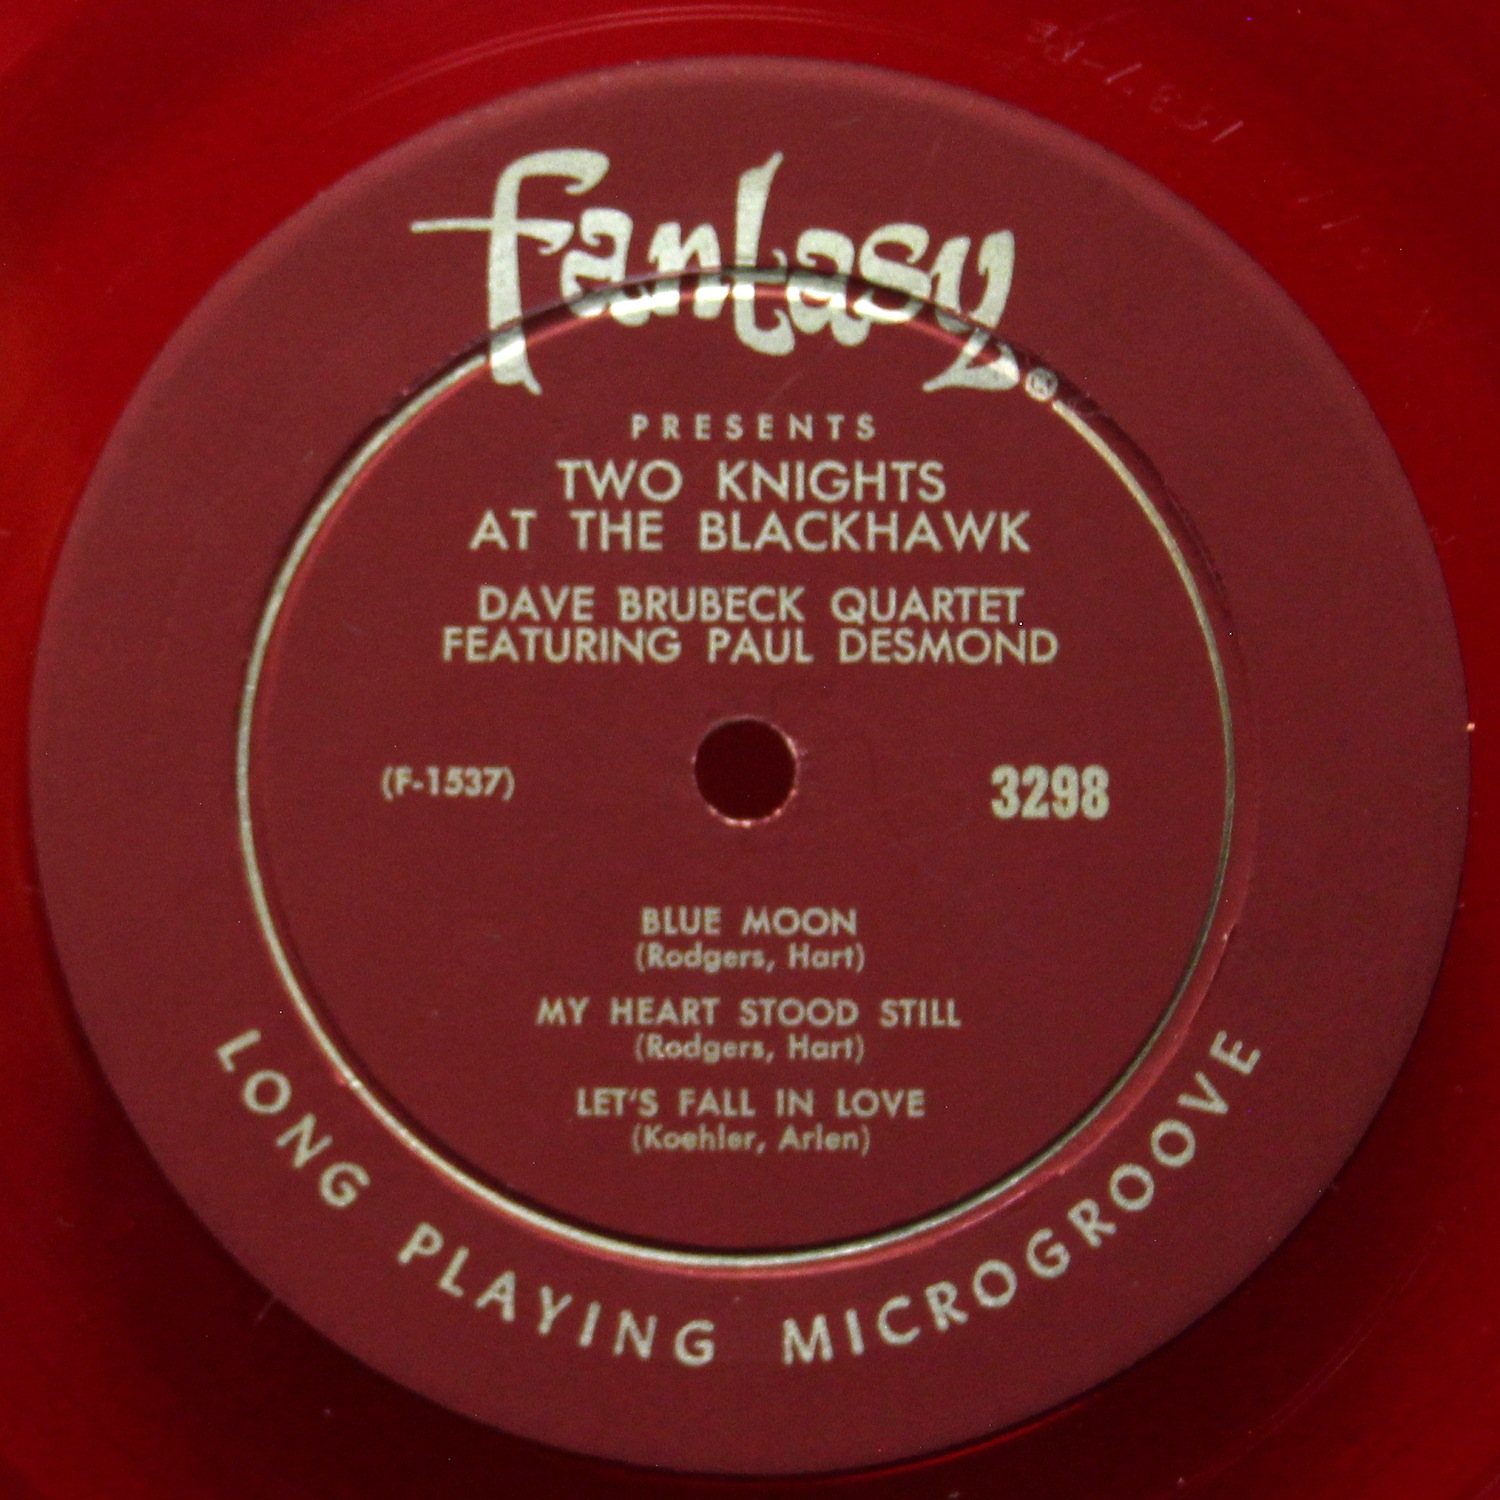 fantasy®
PRESENTS
TWO KNIGHTS
AT THE BLACKHAWK
DAVE BRUBECK QUARTET
FEATURING PAUL DESMOND
(F-1537)
3298
BLUE MOON
(Rodgers, Hart)
MY HEART STOOD STILL
(Rodgers, Hart)
LET'S FALL IN LOVE
(Koehler, Arlen)
LONG PLAYING MICROGROOVE